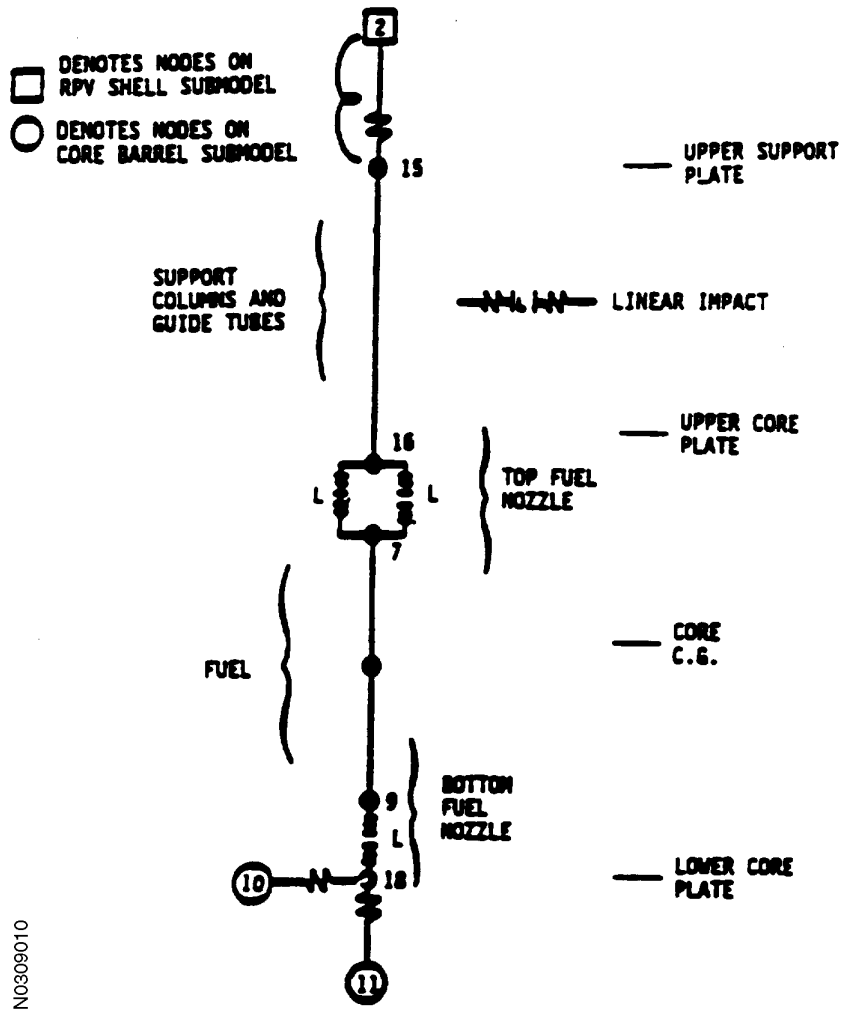 2
DENOTES NODES ON
RPV SHELL SUBMODEL
DENOTES NODES ON
CORE BARREL SUBMODEL
15
UPPER SUPPORT
PLATE
SUPPORT
COLUMNS AND
GUIDE TUBES
LINEAR IMPACT
16
UPPER CORE
PLATE
L
L
TOP FUEL
NOZZLE
7
CORE
C.G.
FUEL
9
BOTTOM
FUEL
NOZZLE
L
10
18
LOWER CORE
PLATE
11
N0309010